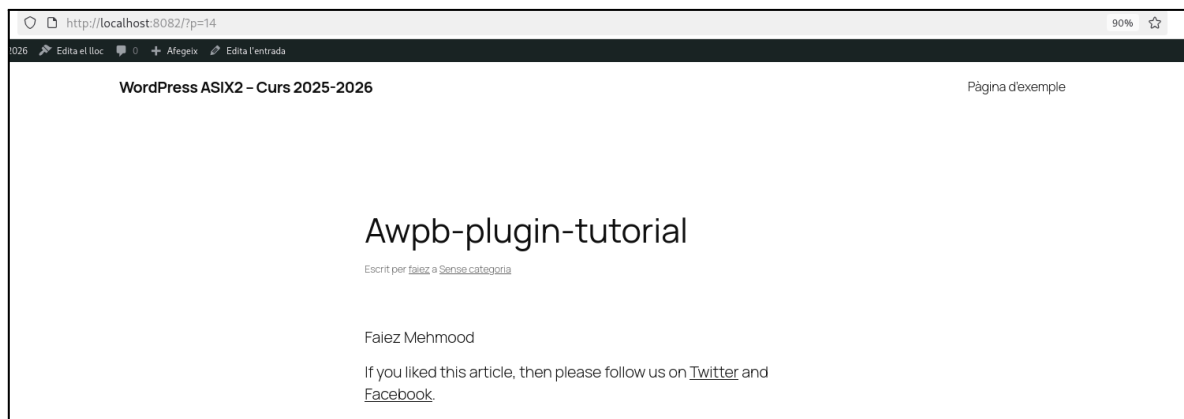 http://localhost:8082/?p=14 90%
2026 Edita el lloc 0 Afegeix Edita l'entrada
WordPress ASIX2 – Curs 2025-2026 Pàgina d'exemple
Awpb-plugin-tutorial
Escrit per faiez a Sense categoria
Faiez Mehmood
If you liked this article, then please follow us on Twitter and
Facebook.